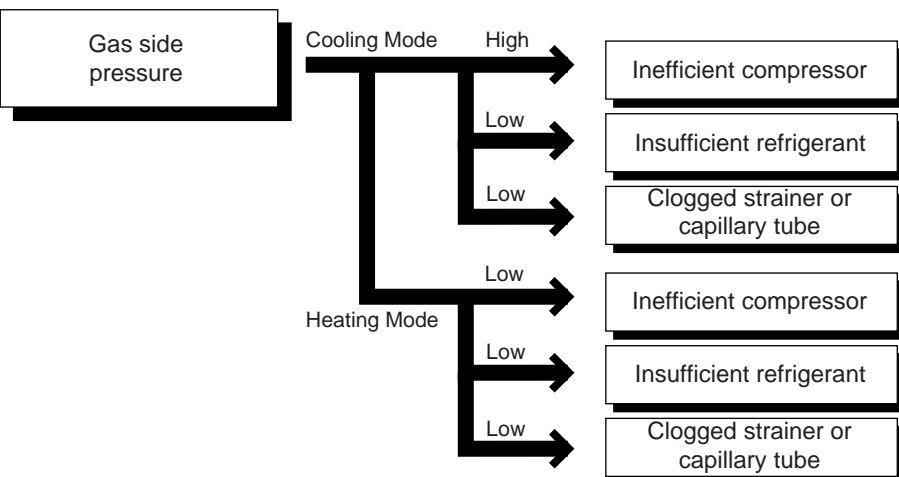 Gas side
pressure
Cooling Mode
High
Inefficient compressor
Low
Insufficient refrigerant
Low
Clogged strainer or
capillary tube
Heating Mode
Low
Inefficient compressor
Low
Insufficient refrigerant
Low
Clogged strainer or
capillary tube